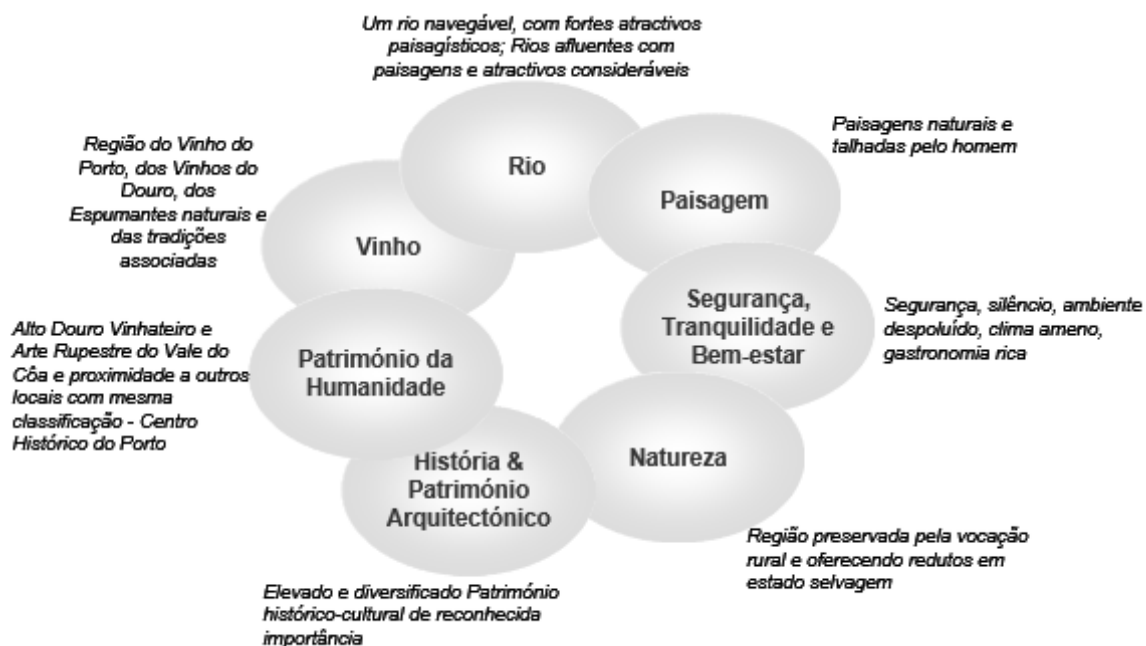 Um rio navegável, com fortes atractivos
paisagísticos; Rios afluentes com
paisagens e atractivos consideráveis
Rio
Paisagens naturais e
talhadas pelo homem
Paisagem
Segurança,
Tranquilidade e
Bem-estar
Segurança, silêncio, ambiente
despoluído, clima ameno,
gastronomia rica
Natureza
Região preservada pela vocação
rural e oferecendo redutos em
estado selvagem
História &
Património
Arquitectónico
Elevado e diversificado Património
histórico-cultural de reconhecida
importância
Património da
Humanidade
Alto Douro Vinhateiro e
Arte Rupestre do Vale do
Côa e proximidade a outros
locais com mesma
classificação - Centro
Histórico do Porto
Vinho
Região do Vinho do
Porto, dos Vinhos do
Douro, dos
Espumantes naturais e
das tradições
associadas